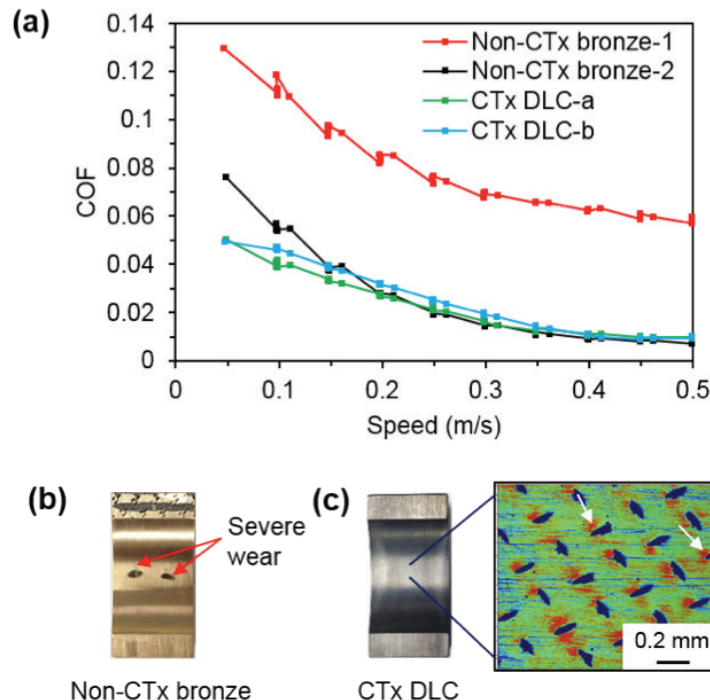 (a)
0.14
0.12
0.1
0.08
0.06
0.04
0.02
0
COF
0
0.1
0.2
0.3
0.4
0.5
Speed (m/s)
Non-CTx bronze-1
Non-CTx bronze-2
CTx DLC-a
CTx DLC-b
(b)
Severe
wear
Non-CTx bronze
(c)
CTx DLC
0.2 mm